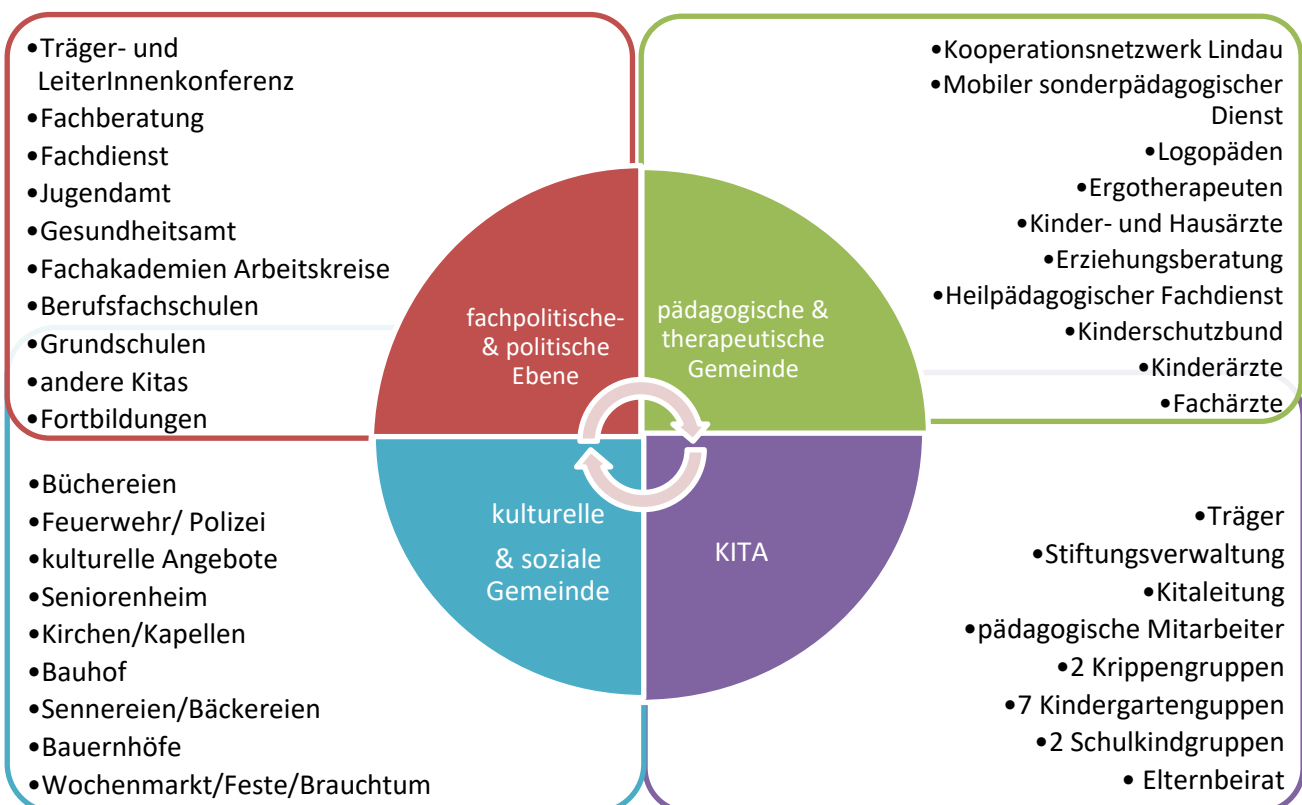 •Träger- und
LeiterInnenkonferenz
•Fachberatung
•Fachdienst
•Jugendamt
•Gesundheitsamt
•Fachakademien Arbeitskreise
•Berufsfachschulen
•Grundschulen
•andere Kitas
•Fortbildungen
•Kooperationsnetzwerk Lindau
•Mobiler sonderpädagogischer
Dienst
•Logopäden
•Ergotherapeuten
•Kinder- und Hausärzte
•Erziehungsberatung
•Heilpädagogischer Fachdienst
•Kinderschutzbund
•Kinderärzte
•Fachärzte
fachpolitische-
& politische
Ebene
pädagogische &
therapeutische
Gemeinde
kulturelle
& soziale
Gemeinde
KITA
•Büchereien
•Feuerwehr/ Polizei
•kulturelle Angebote
•Seniorenheim
•Kirchen/Kapellen
•Bauhof
•Sennereien/Bäckereien
•Bauernhöfe
•Wochenmarkt/Feste/Brauchtum
•Träger
•Stiftungsverwaltung
•Kitaleitung
•pädagogische Mitarbeiter
•2 Krippengruppen
•7 Kindergartenguppen
•2 Schulkindgruppen
• Elternbeirat